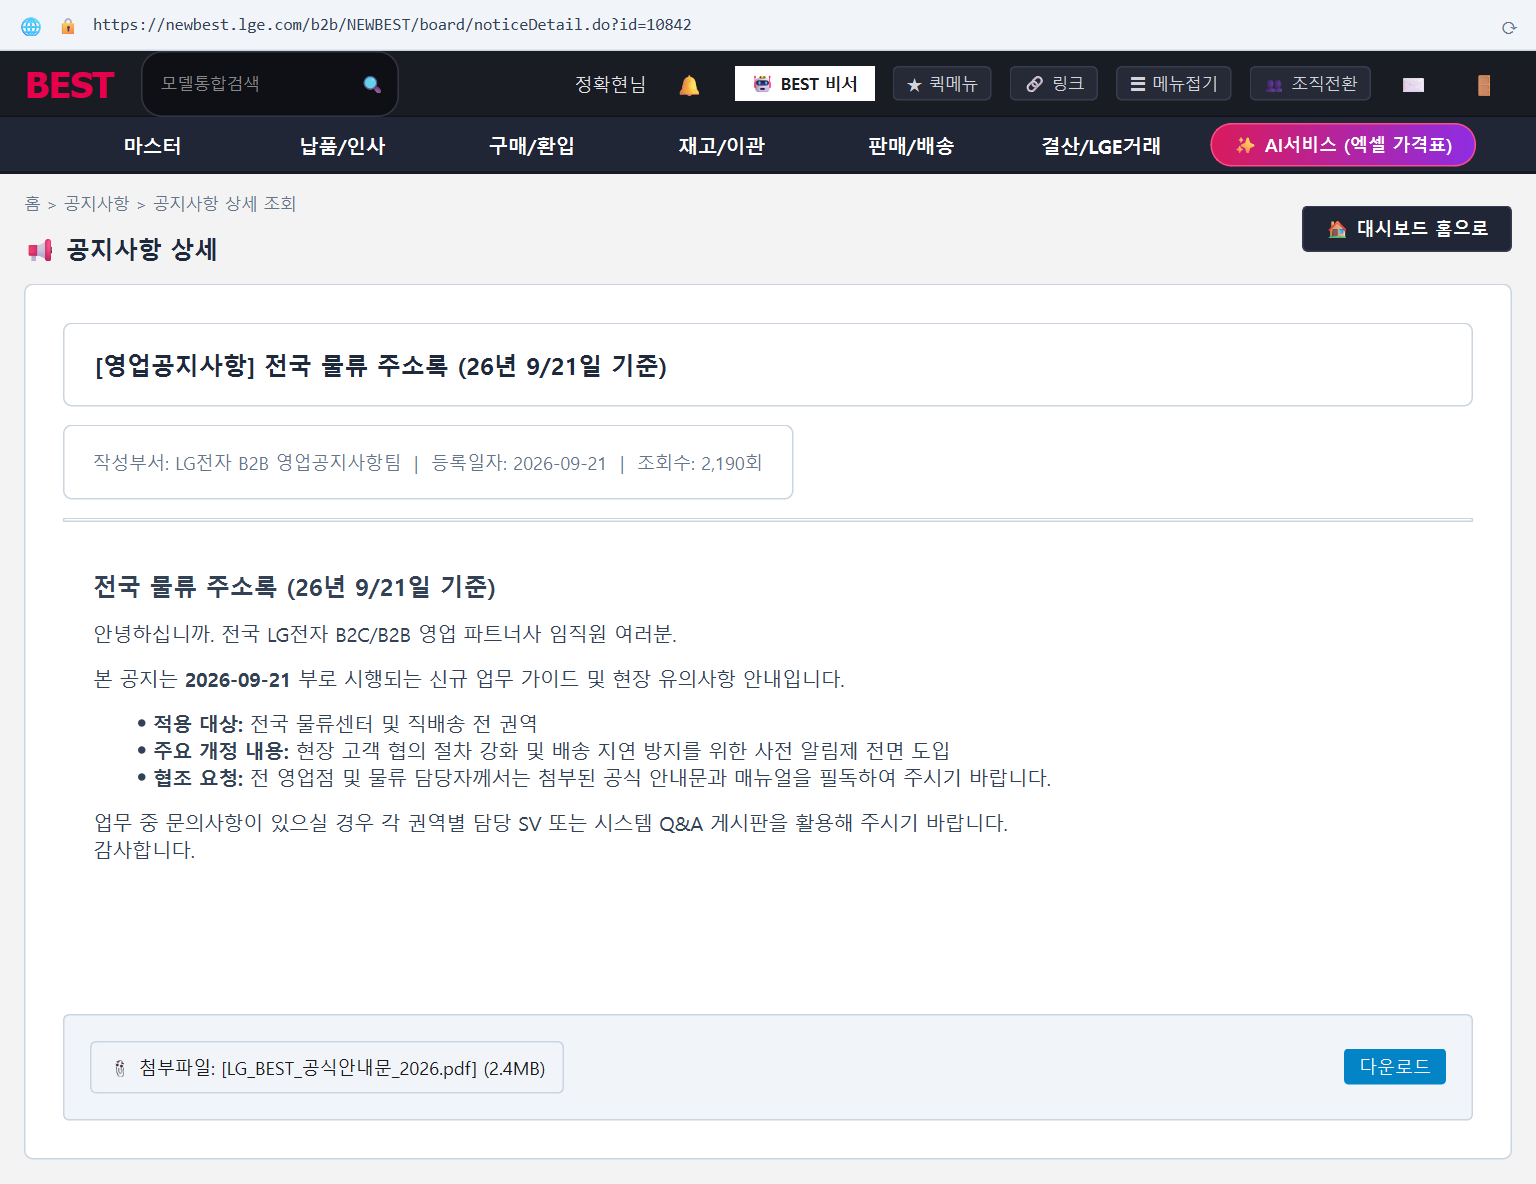 https://newbest.lge.com/b2b/NEWBEST/board/noticeDetail.do?id=10842
BEST 모델통합검색 정확현님 BEST 비서 ★ 퀵메뉴 링크 ☰ 메뉴접기 조직전환
마스터 납품/인사 구매/환입 재고/이관 판매/배송 결산/LGE거래 AI서비스 (엑셀 가격표)
홈 > 공지사항 > 공지사항 상세 조회
대시보드 홈으로
공지사항 상세
[영업공지사항] 전국 물류 주소록 (26년 9/21일 기준)
작성부서: LG전자 B2B 영업공지사항팀 | 등록일자: 2026-09-21 | 조회수: 2,190회
전국 물류 주소록 (26년 9/21일 기준)
안녕하십니까. 전국 LG전자 B2C/B2B 영업 파트너사 임직원 여러분.
본 공지는 2026-09-21 부로 시행되는 신규 업무 가이드 및 현장 유의사항 안내입니다.
• 적용 대상: 전국 물류센터 및 직배송 전 권역
• 주요 개정 내용: 현장 고객 협의 절차 강화 및 배송 지연 방지를 위한 사전 알림제 전면 도입
• 협조 요청: 전 영업점 및 물류 담당자께서는 첨부된 공식 안내문과 매뉴얼을 필독하여 주시기 바랍니다.
업무 중 문의사항이 있으실 경우 각 권역별 담당 SV 또는 시스템 Q&A 게시판을 활용해 주시기 바랍니다.
감사합니다.
첨부파일: [LG_BEST_공식안내문_2026.pdf] (2.4MB) 다운로드